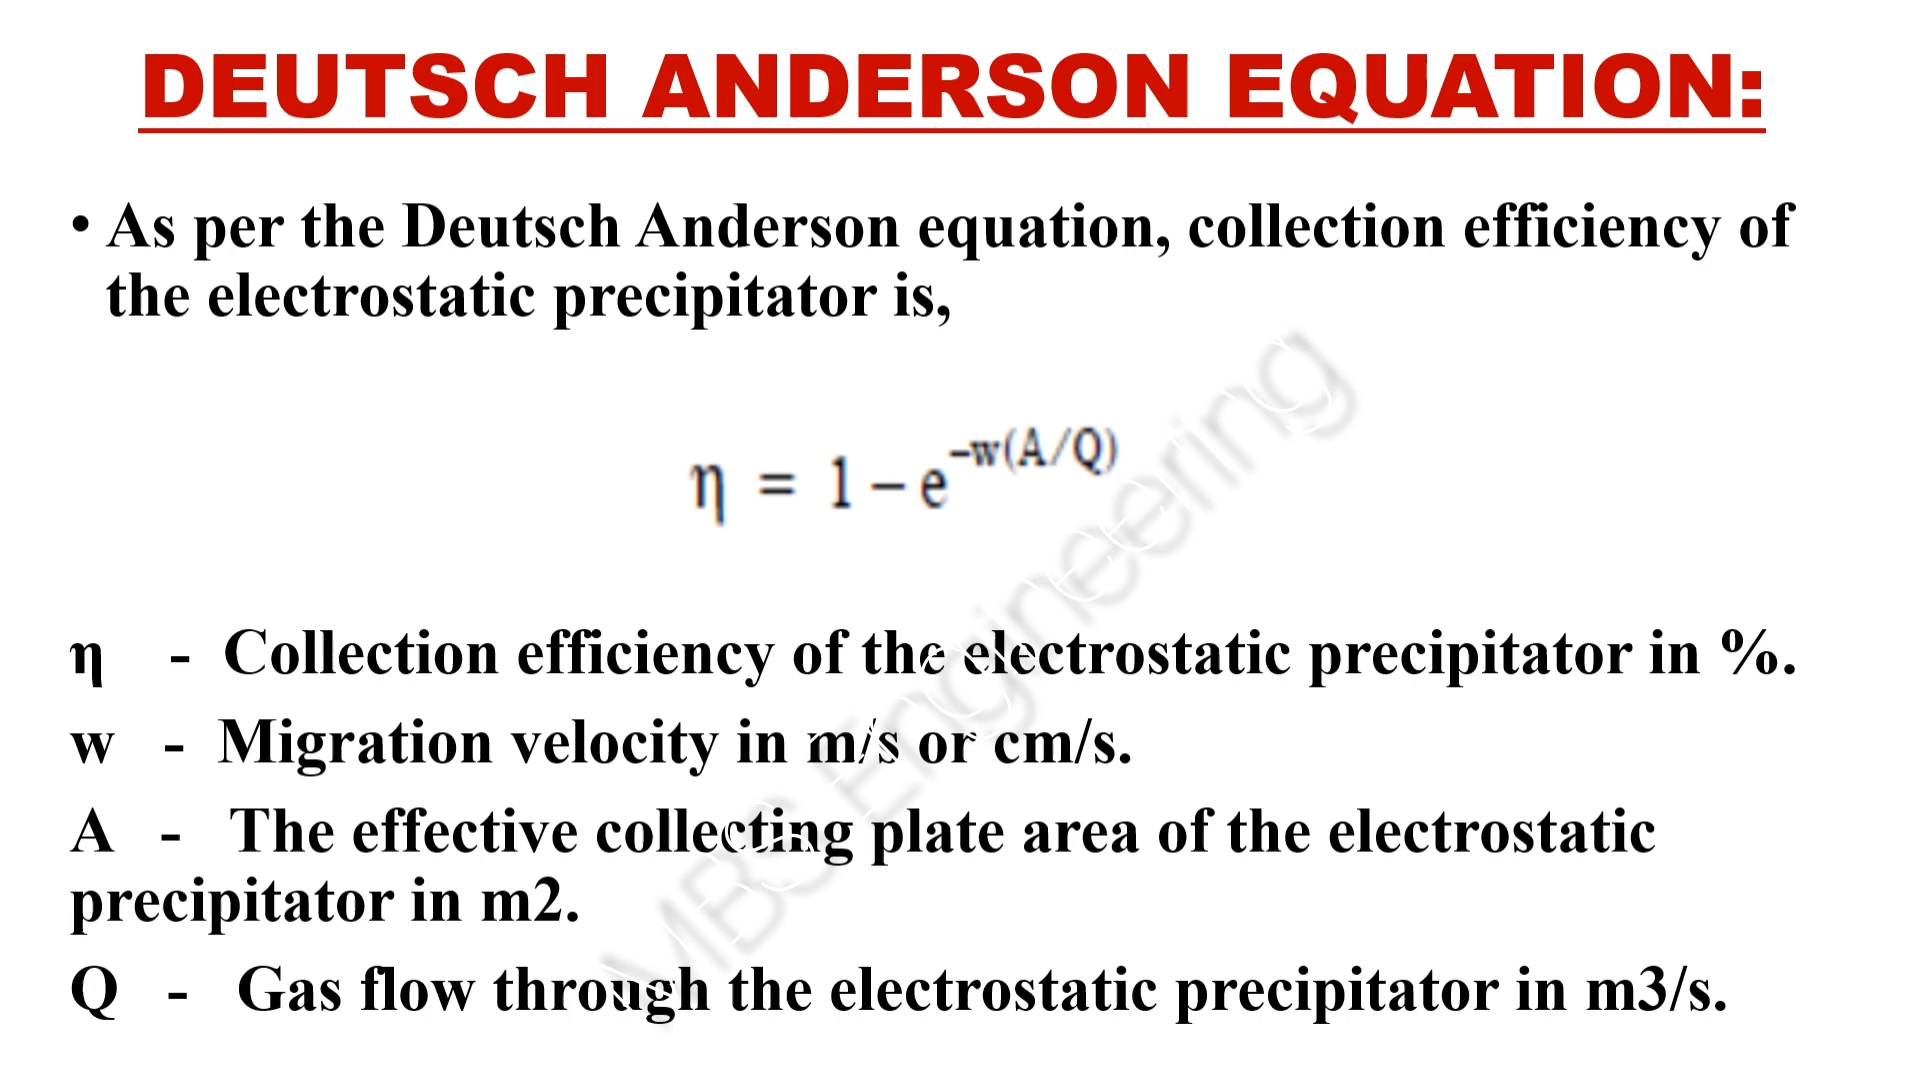 DEUTSCH ANDERSON EQUATION:
• As per the Deutsch Anderson equation, collection efficiency of
the electrostatic precipitator is,
η = 1 – e^–w(A/Q)
η - Collection efficiency of the electrostatic precipitator in %.
w - Migration velocity in m/s or cm/s.
A - The effective collecting plate area of the electrostatic
precipitator in m2.
Q - Gas flow through the electrostatic precipitator in m3/s.
MBS Engineering